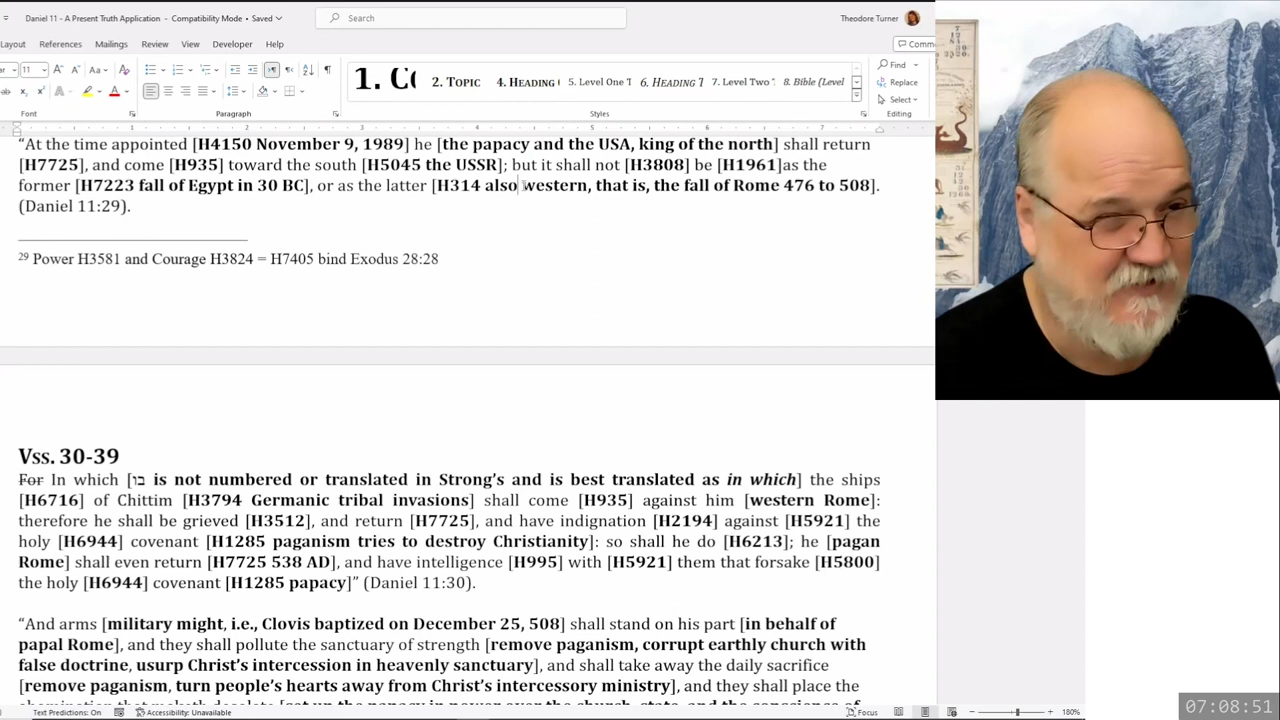 Daniel 11 - A Present Truth Application - Compatibility Mode • Saved
Search
Theodore Turner
Layout References Mailings Review View Developer Help
Comme
11
Find
Replace
Select
1. Co 2. TOPIC 4. HEADING 5. Level One T 6. HEADING T 7. Level Two T 8. Bible (Level
Font Paragraph Styles Editing
“At the time appointed [H4150 November 9, 1989] he [the papacy and the USA, king of the north] shall return
[H7725], and come [H935] toward the south [H5045 the USSR]; but it shall not [H3808] be [H1961]as the
former [H7223 fall of Egypt in 30 BC], or as the latter [H314 also western, that is, the fall of Rome 476 to 508].
(Daniel 11:29).
29 Power H3581 and Courage H3824 = H7405 bind Exodus 28:28
Vss. 30-39
For In which [בו is not numbered or translated in Strong’s and is best translated as in which] the ships
[H6716] of Chittim [H3794 Germanic tribal invasions] shall come [H935] against him [western Rome]:
therefore he shall be grieved [H3512], and return [H7725], and have indignation [H2194] against [H5921] the
holy [H6944] covenant [H1285 paganism tries to destroy Christianity]: so shall he do [H6213]; he [pagan
Rome] shall even return [H7725 538 AD], and have intelligence [H995] with [H5921] them that forsake [H5800]
the holy [H6944] covenant [H1285 papacy]” (Daniel 11:30).
“And arms [military might, i.e., Clovis baptized on December 25, 508] shall stand on his part [in behalf of
papal Rome], and they shall pollute the sanctuary of strength [remove paganism, corrupt earthly church with
false doctrine, usurp Christ’s intercession in heavenly sanctuary], and shall take away the daily sacrifice
[remove paganism, turn people’s hearts away from Christ’s intercessory ministry], and they shall place the
Text Predictions: On Accessibility: Unavailable Focus 180%
07:08:51